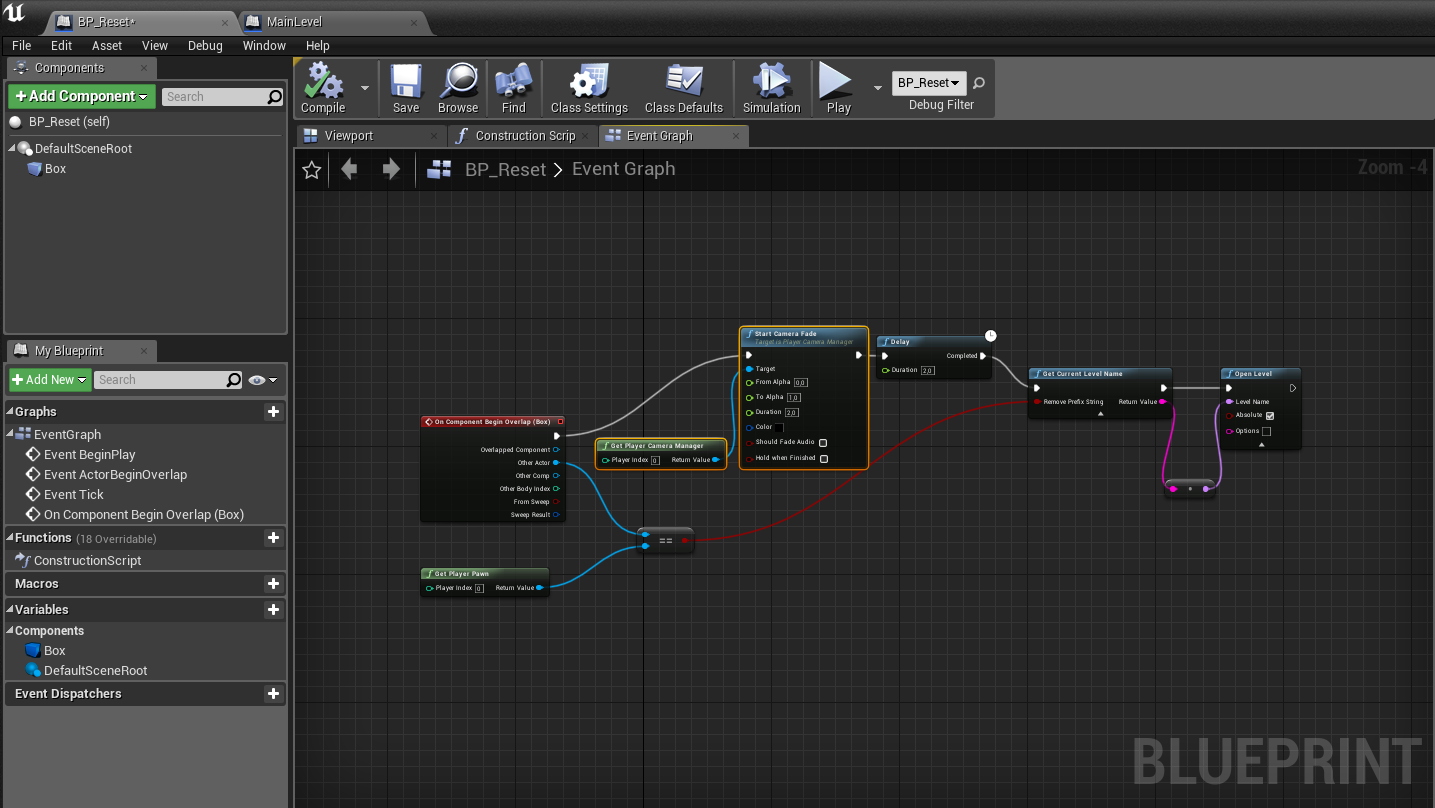 BP_Reset*
MainLevel
File Edit Asset View Debug Window Help
Components
+Add Component
Search
BP_Reset (self)
DefaultSceneRoot
Box
Compile
Save
Browse
Find
Class Settings
Class Defaults
Simulation
Play
BP_Reset
Debug Filter
Viewport
Construction Scrip
Event Graph
BP_Reset > Event Graph
Zoom -4
My Blueprint
+Add New
Search
Graphs
EventGraph
Event BeginPlay
Event ActorBeginOverlap
Event Tick
On Component Begin Overlap (Box)
Functions (18 Overridable)
ConstructionScript
Macros
Variables
Components
Box
DefaultSceneRoot
Event Dispatchers
On Component Begin Overlap (Box)
Overlapped Component
Other Actor
Other Comp
Other Body Index
From Sweep
Sweep Result
Get Player Pawn
Player Index 0 Return Value
Get Player Camera Manager
Player Index 0 Return Value
==
Start Camera Fade
Target is Player Camera Manager
Target
From Alpha 0,0
To Alpha 1,0
Duration 2,0
Color
Should Fade Audio
Hold when Finished
Delay
Completed
Duration 2,0
Get Current Level Name
Remove Prefix String Return Value
Open Level
Level Name
Absolute
Options
BLUEPRINT